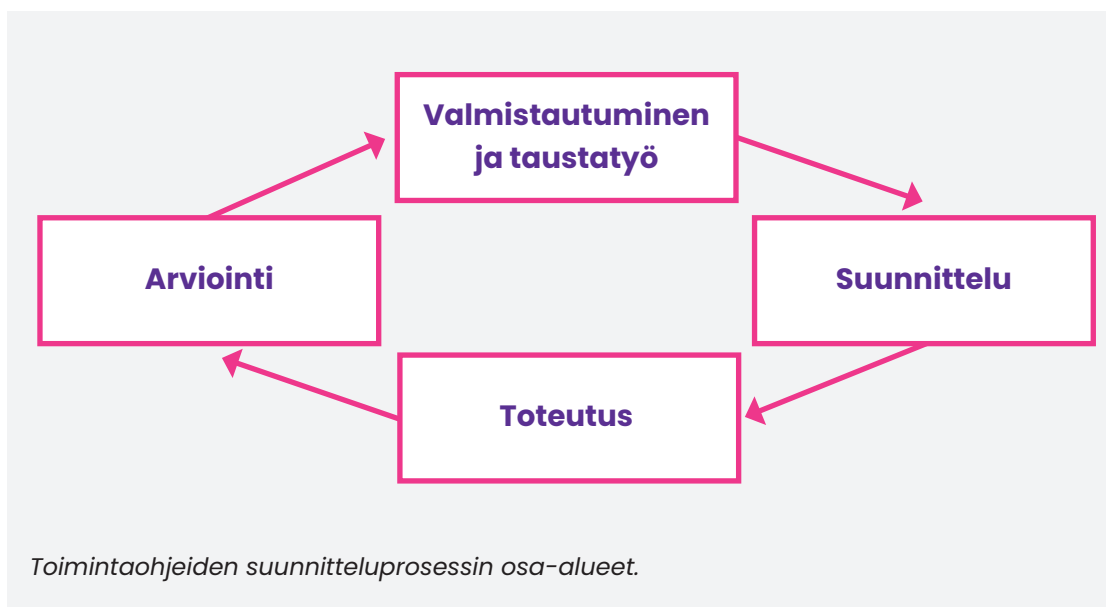 Valmistautuminen
ja taustatyö
Arviointi
Suunnittelu
Toteutus
Toimintaohjeiden suunnitteluprosessin osa-alueet.